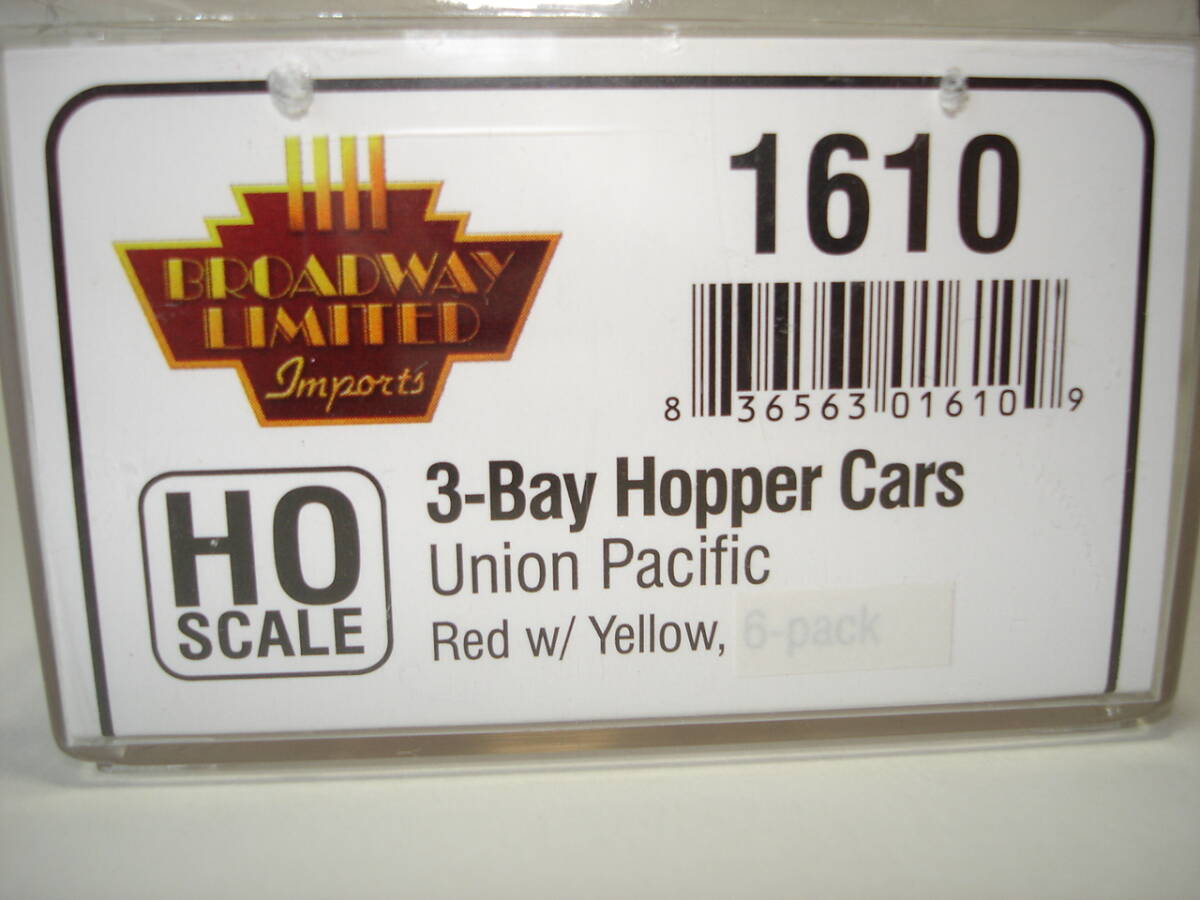 BROADWAY
LIMITED
Imports
1610
8 36563 01610 9
HO
SCALE
3-Bay Hopper Cars
Union Pacific
Red w/ Yellow, 6-pack